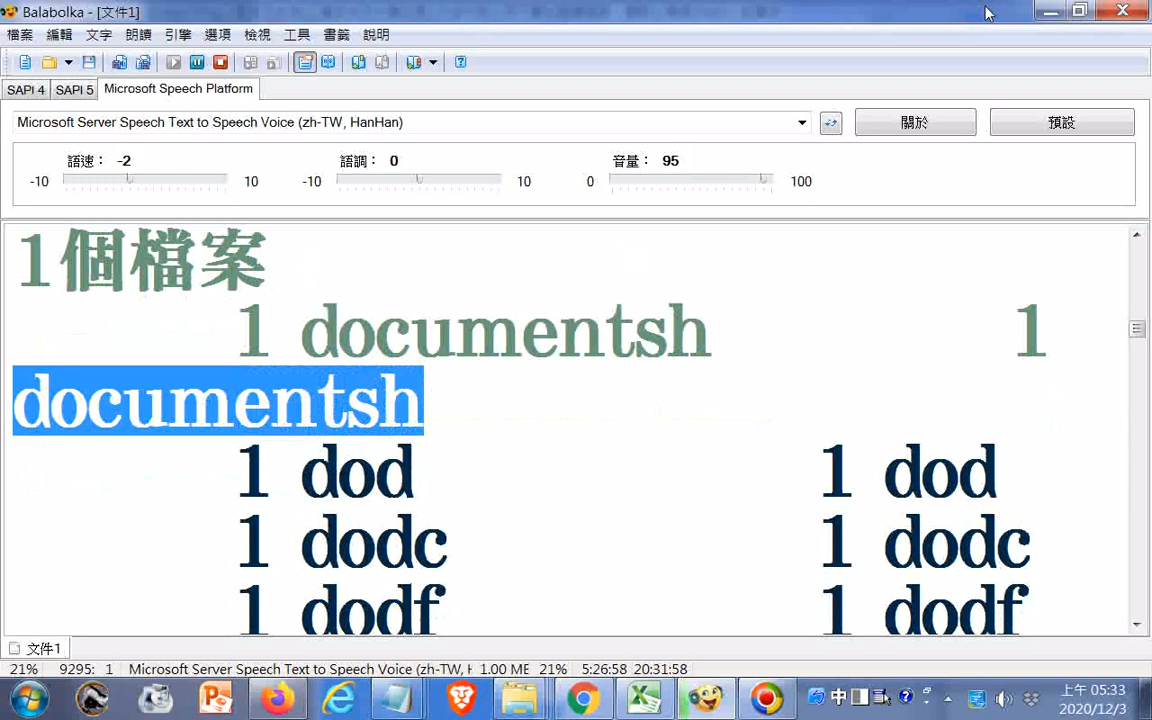 Balabolka - [文件1]
檔案 編輯 文字 朗讀 引擎 選項 檢視 工具 書籤 說明
SAPI 4 SAPI 5 Microsoft Speech Platform
Microsoft Server Speech Text to Speech Voice (zh-TW, HanHan) 關於 預設
語速： -2 語調： 0 音量： 95
-10 10 -10 10 0 100
1個檔案
1 documentsh 1
documentsh
1 dod 1 dod
1 dodc 1 dodc
1 dodf 1 dodf
文件1
21% 9295: 1 Microsoft Server Speech Text to Speech Voice (zh-TW, H 1.00 ME 21% 5:26:58 20:31:58
中 上午 05:33
2020/12/3